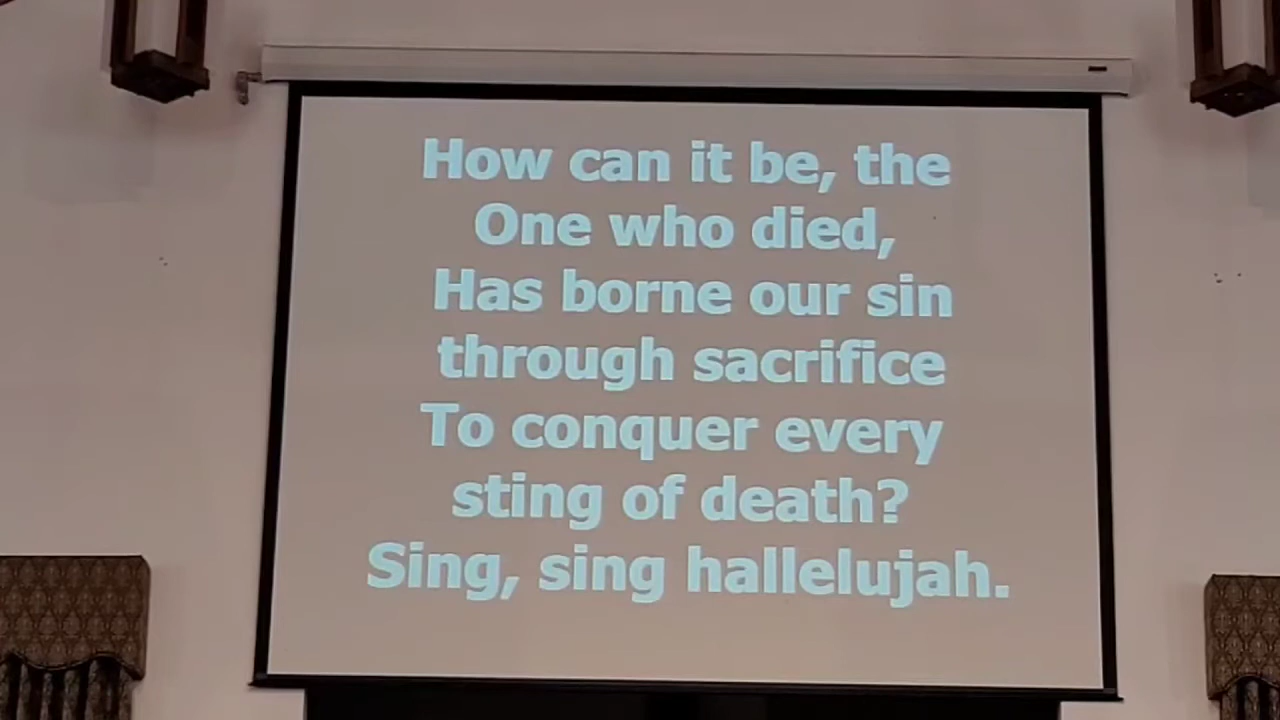 How can it be, the
One who died,
Has borne our sin
through sacrifice
To conquer every
sting of death?
Sing, sing hallelujah.